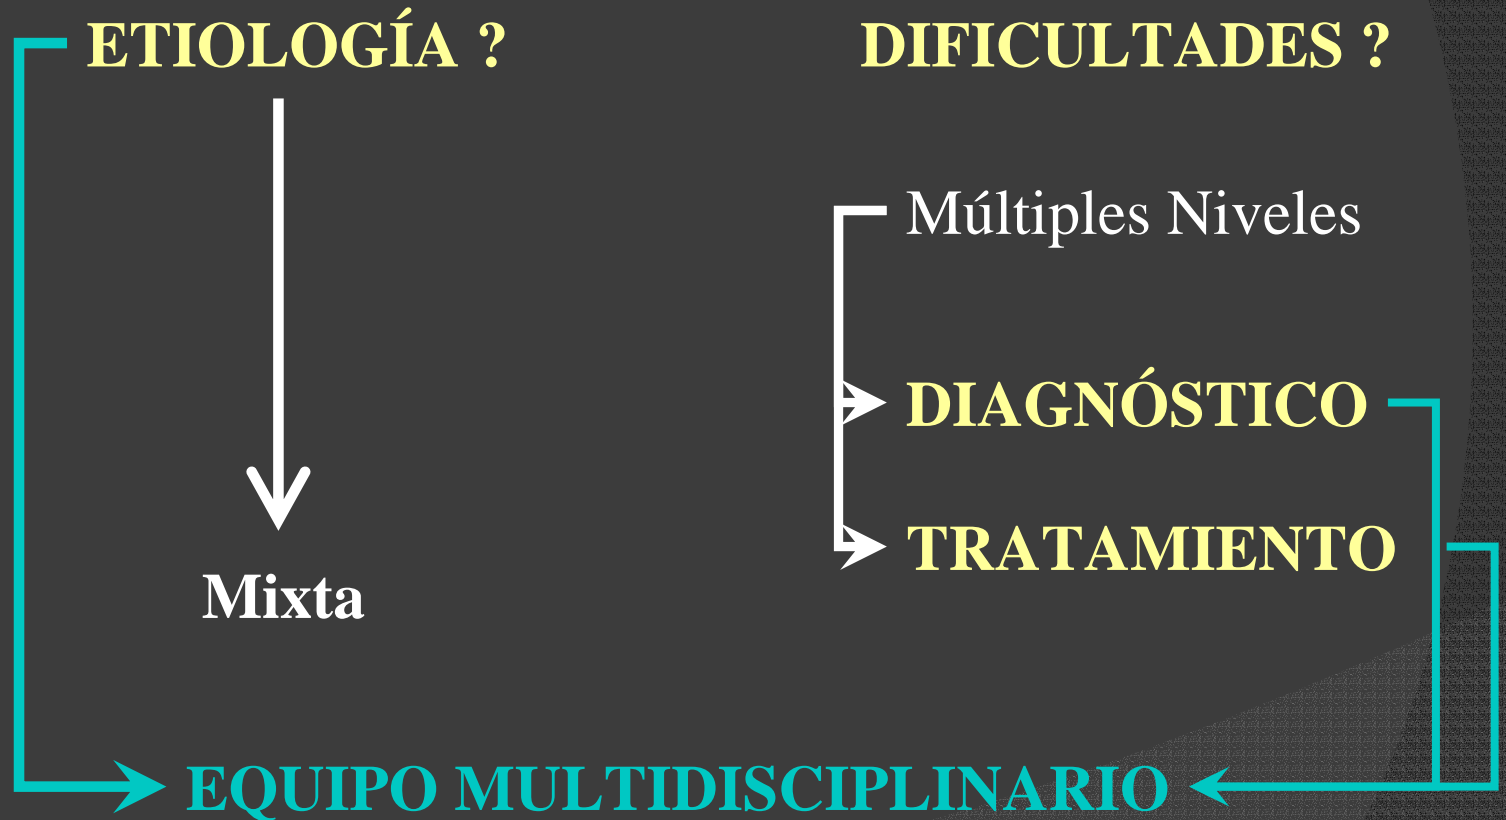 ETIOLOGÍA ?
DIFICULTADES ?
Múltiples Niveles
DIAGNÓSTICO
TRATAMIENTO
Mixta
EQUIPO MULTIDISCIPLINARIO